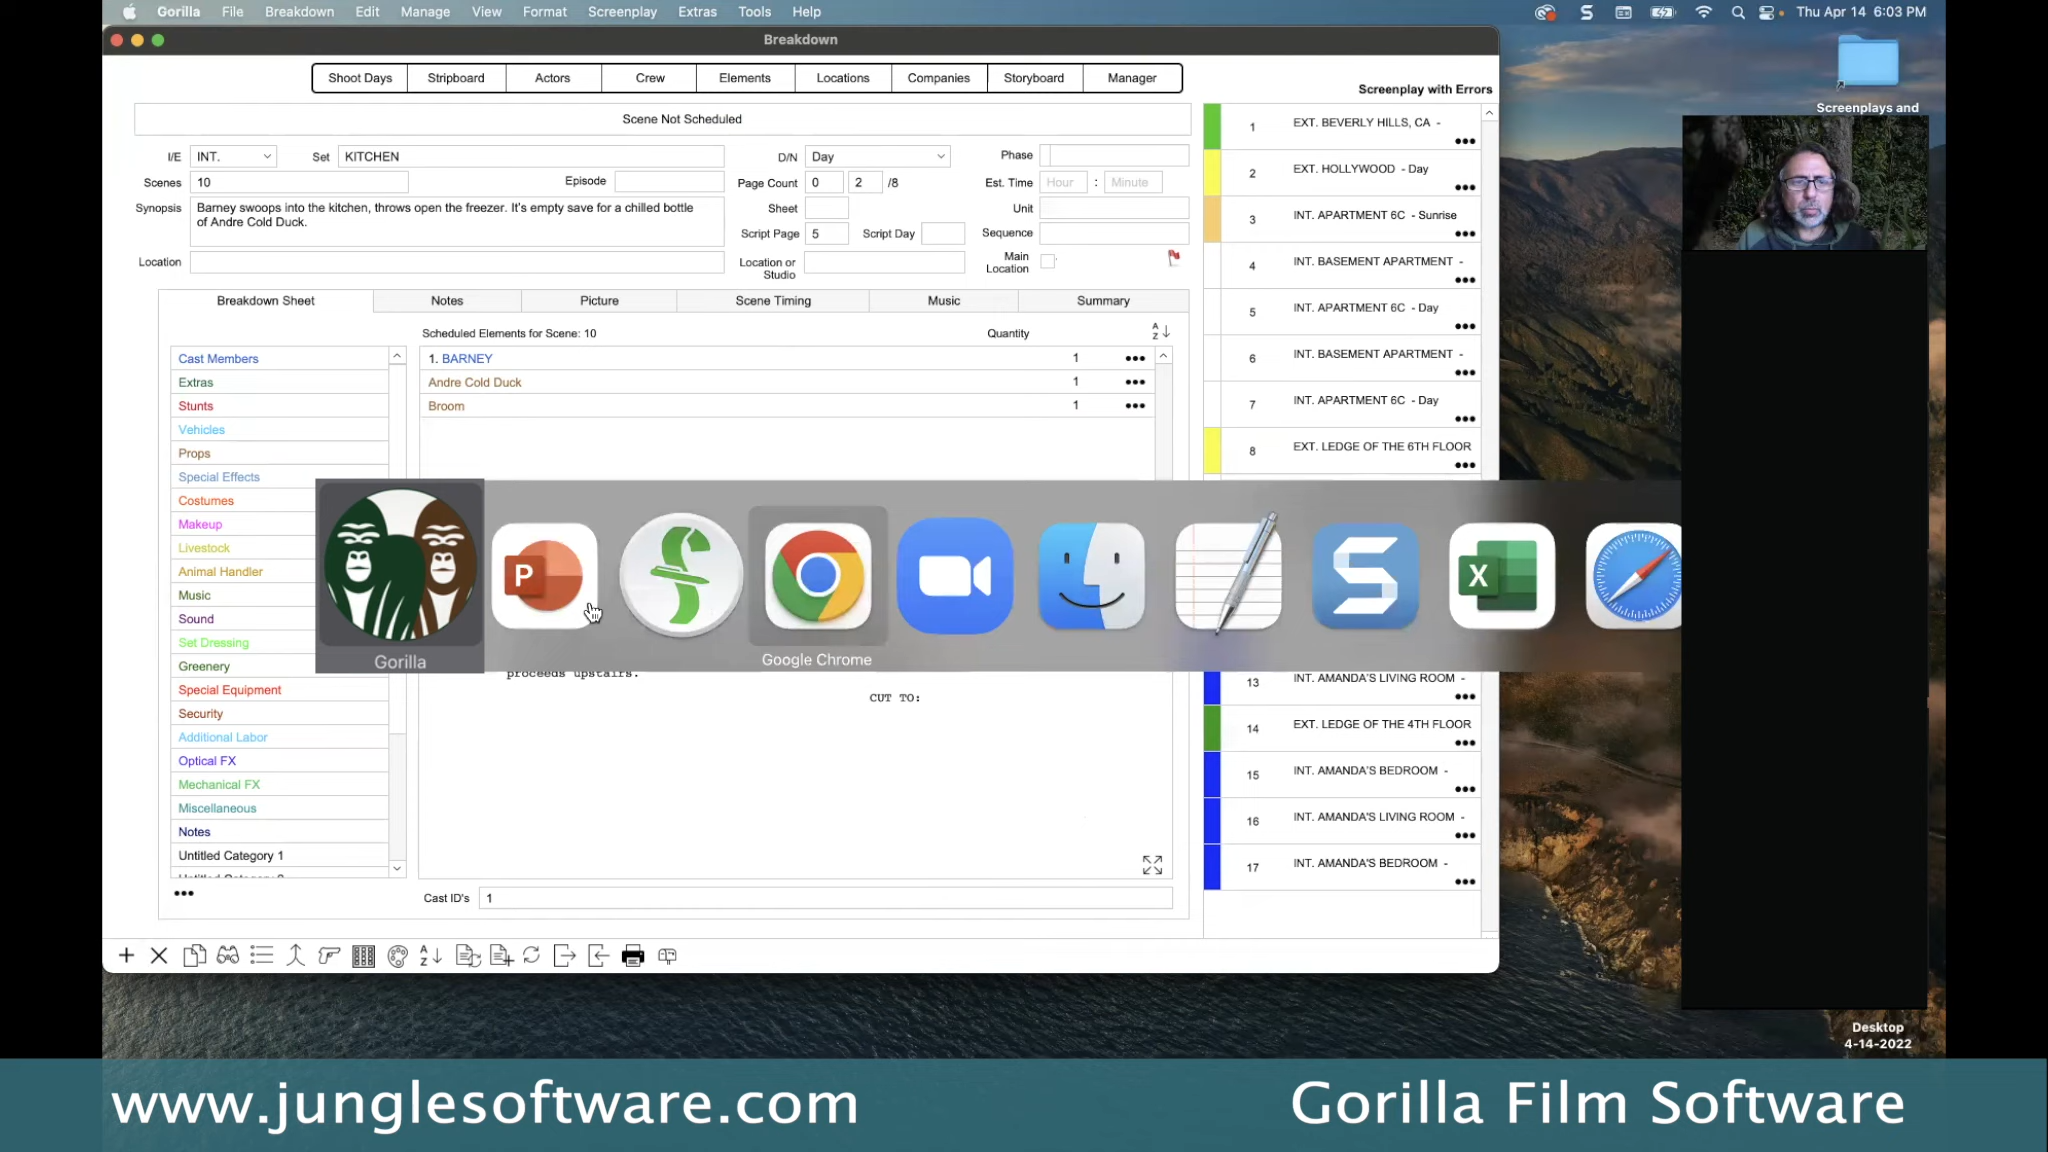 Gorilla File Breakdown Edit Manage View Format Screenplay Extras Tools Help
Thu Apr 14 6:03 PM
Breakdown
Shoot Days Stripboard Actors Crew Elements Locations Companies Storyboard Manager
Screenplay with Errors
Screenplays and
Scene Not Scheduled
I/E INT. Set KITCHEN D/N Day Phase
Scenes 10 Episode Page Count 0 2 /8 Est. Time Hour : Minute
Synopsis Barney swoops into the kitchen, throws open the freezer. It's empty save for a chilled bottle
of Andre Cold Duck.
Sheet Unit
Script Page 5 Script Day Sequence
Location Location or
Studio
Main
Location
Breakdown Sheet Notes Picture Scene Timing Music Summary
Scheduled Elements for Scene: 10 Quantity
A
Z
Cast Members
Extras
Stunts
Vehicles
Props
Special Effects
Costumes
Makeup
Livestock
Animal Handler
Music
Sound
Set Dressing
Greenery
Special Equipment
Security
Additional Labor
Optical FX
Mechanical FX
Miscellaneous
Notes
Untitled Category 1
1. BARNEY 1
Andre Cold Duck 1
Broom 1
Gorilla
P
S
X
Google Chrome
proceeds upstairs.
CUT TO:
Cast ID's 1
1 EXT. BEVERLY HILLS, CA -
2 EXT. HOLLYWOOD - Day
3 INT. APARTMENT 6C - Sunrise
4 INT. BASEMENT APARTMENT -
5 INT. APARTMENT 6C - Day
6 INT. BASEMENT APARTMENT -
7 INT. APARTMENT 6C - Day
8 EXT. LEDGE OF THE 6TH FLOOR
13 INT. AMANDA'S LIVING ROOM -
14 EXT. LEDGE OF THE 4TH FLOOR
15 INT. AMANDA'S BEDROOM -
16 INT. AMANDA'S LIVING ROOM -
17 INT. AMANDA'S BEDROOM -
A
Z
Desktop
4-14-2022
www.junglesoftware.com
Gorilla Film Software